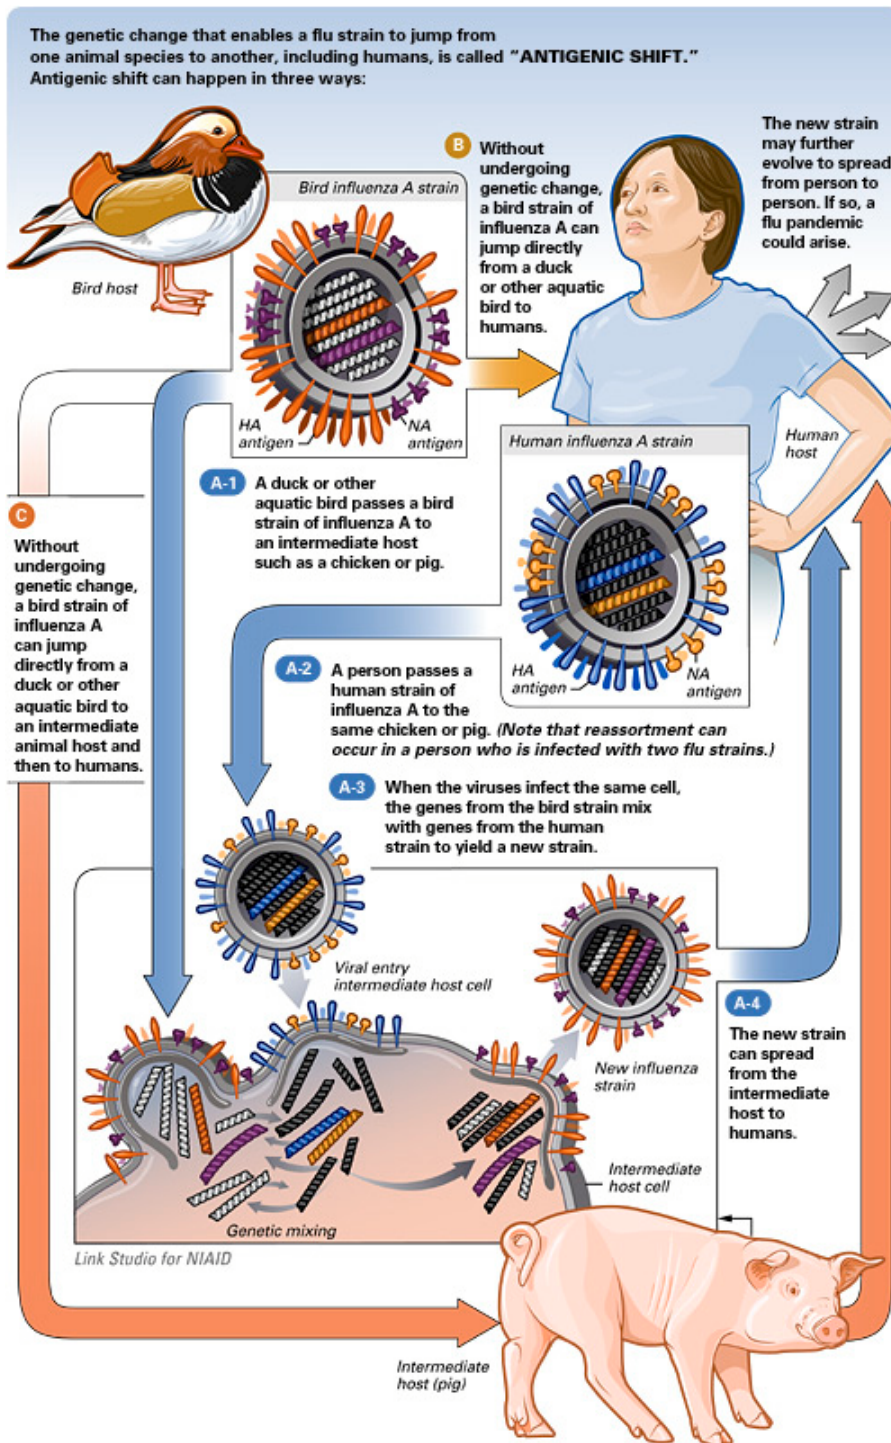 The genetic change that enables a flu strain to jump from
one animal species to another, including humans, is called "ANTIGENIC SHIFT."
Antigenic shift can happen in three ways:
Bird host
Bird influenza A strain
HA
antigen
NA
antigen
B
Without
undergoing
genetic change,
a bird strain of
influenza A can
jump directly
from a duck
or other aquatic
bird to
humans.
The new strain
may further
evolve to spread
from person to
person. If so, a
flu pandemic
could arise.
Human
host
Human influenza A strain
HA
antigen
NA
antigen
A-1
A duck or other
aquatic bird passes a bird
strain of influenza A to
an intermediate host
such as a chicken or pig.
C
Without
undergoing
genetic change,
a bird strain of
influenza A
can jump
directly from a
duck or other
aquatic bird to
an intermediate
animal host and
then to humans.
A-2
A person passes a
human strain of
influenza A to the
same chicken or pig. (Note that reassortment can
occur in a person who is infected with two flu strains.)
A-3
When the viruses infect the same cell,
the genes from the bird strain mix
with genes from the human
strain to yield a new strain.
Viral entry
intermediate host cell
New influenza
strain
A-4
The new strain
can spread
from the
intermediate
host to
humans.
Intermediate
host cell
Genetic mixing
Link Studio for NIAID
Intermediate
host (pig)